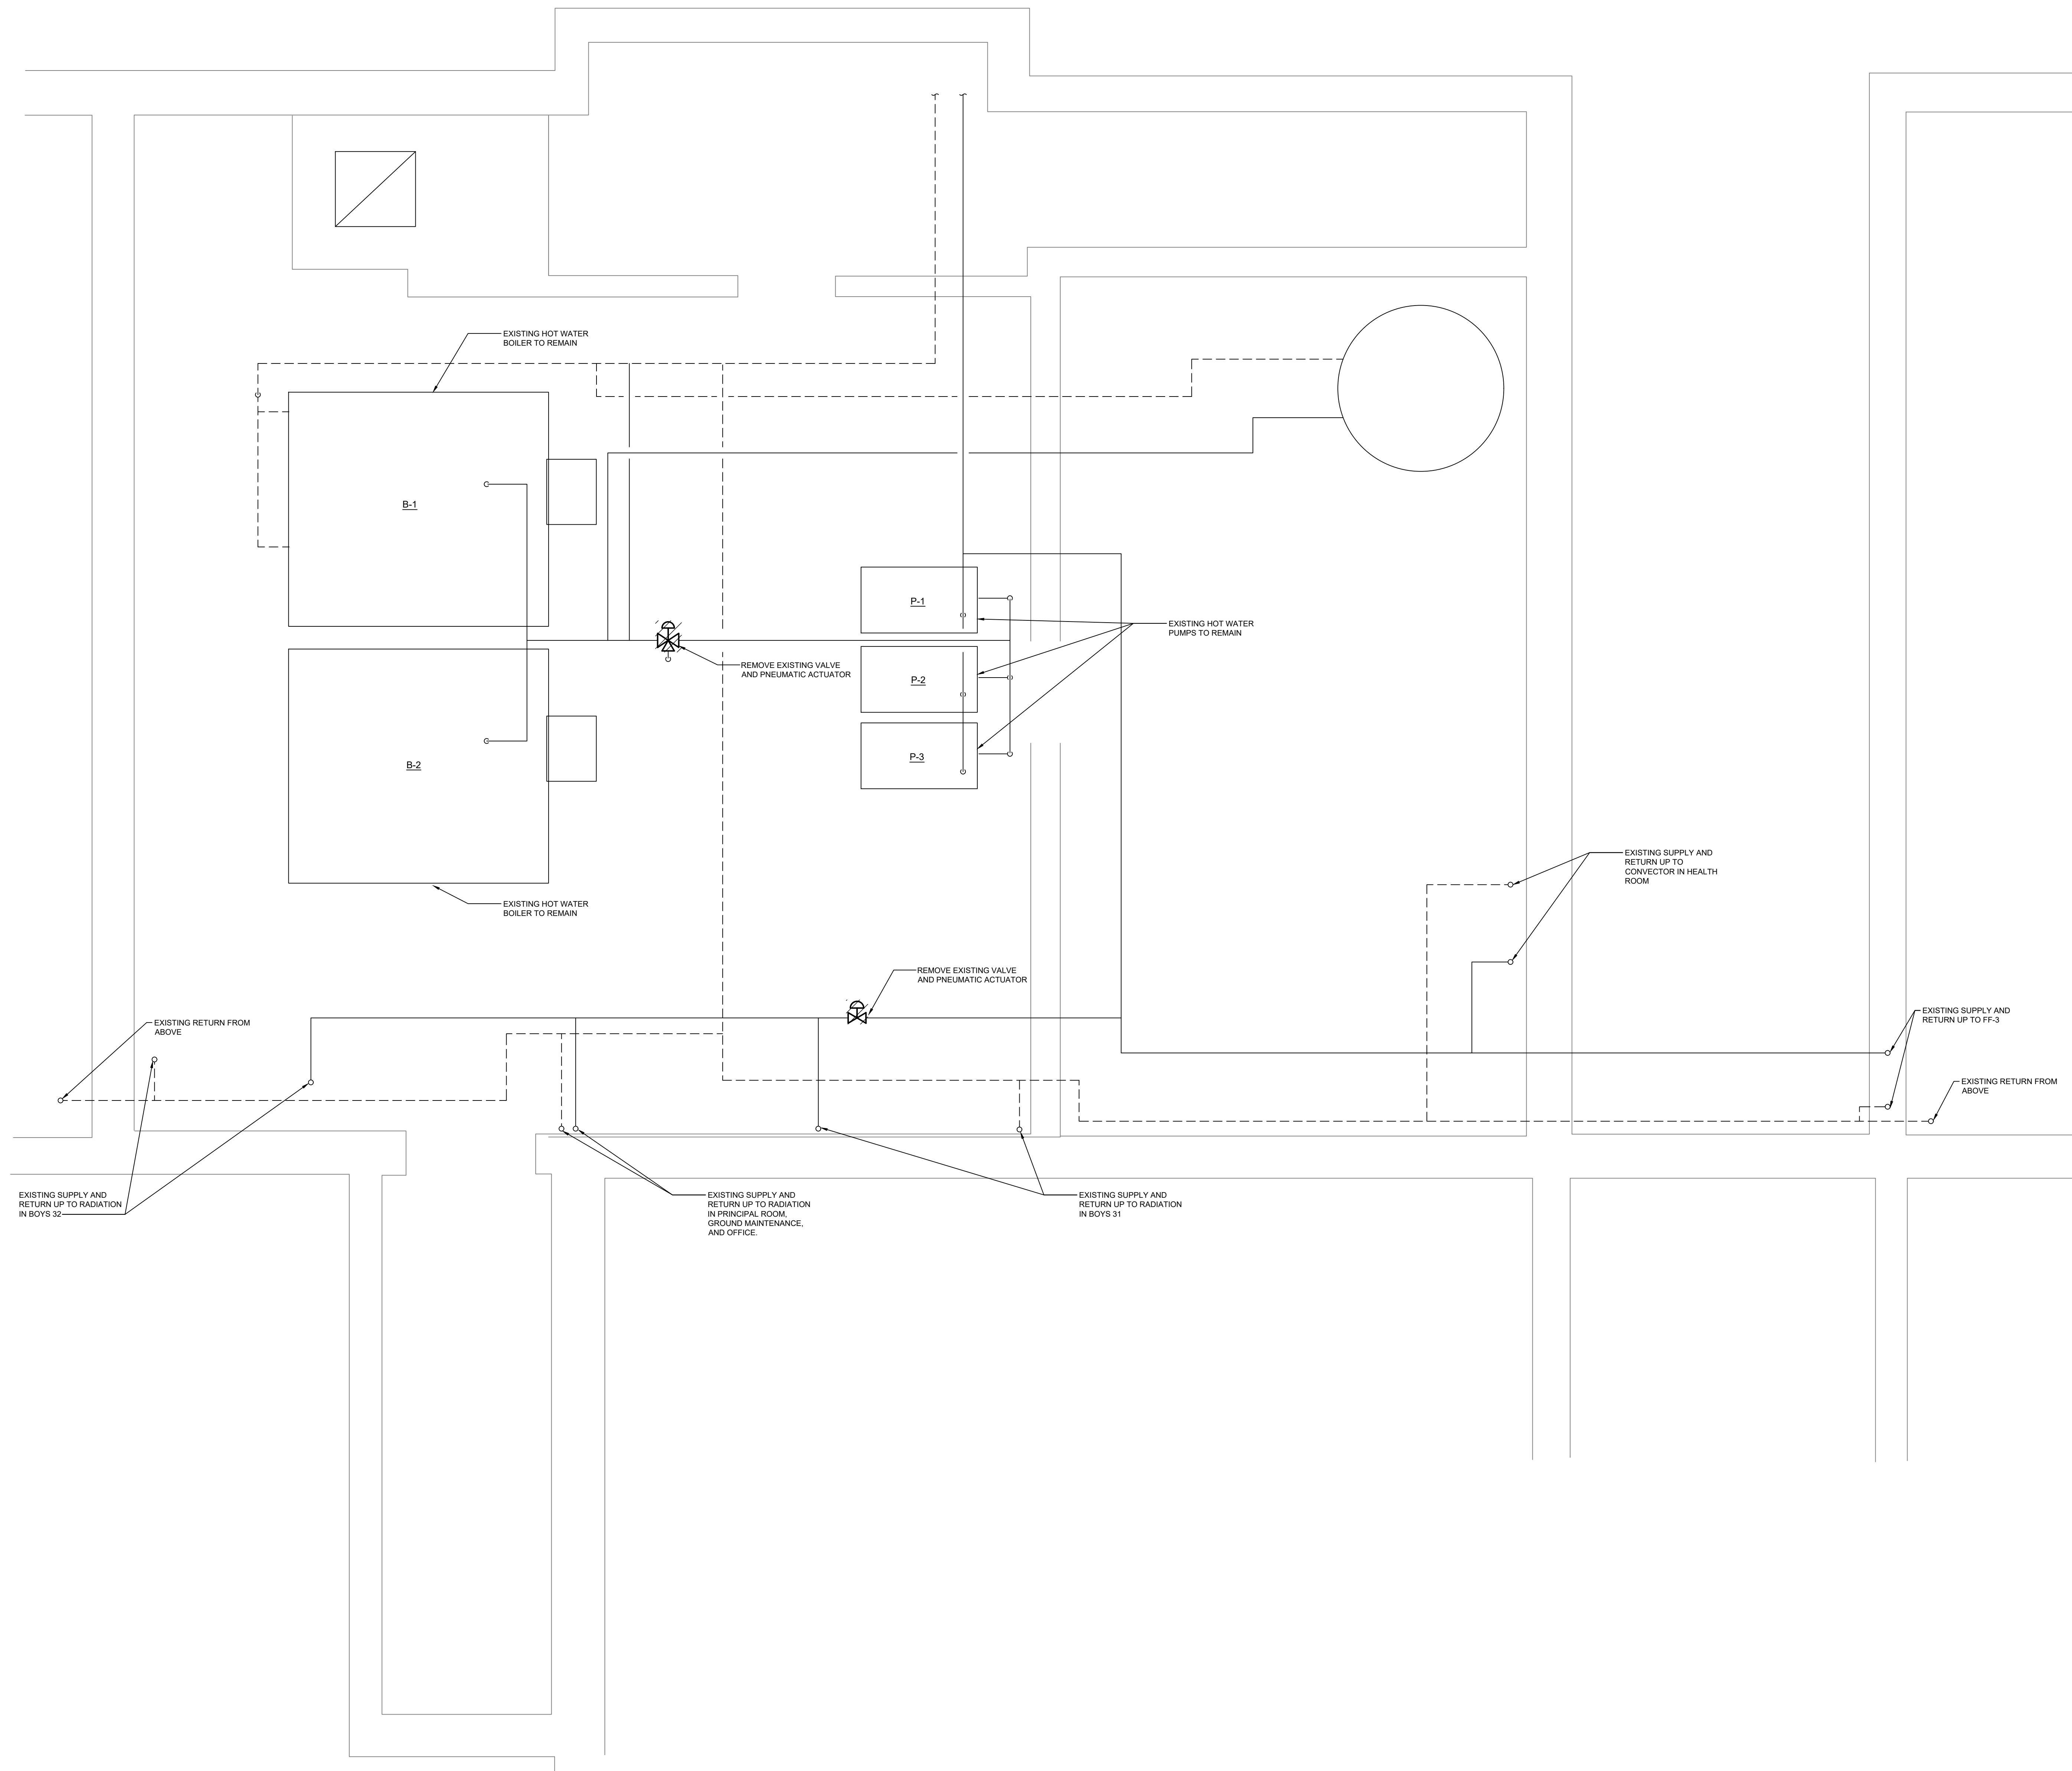 EXISTING HOT WATER
BOILER TO REMAIN
B-1
P-1
EXISTING HOT WATER
PUMPS TO REMAIN
REMOVE EXISTING VALVE
AND PNEUMATIC ACTUATOR
P-2
P-3
B-2
EXISTING SUPPLY AND
RETURN UP TO
CONVECTOR IN HEALTH
ROOM
EXISTING HOT WATER
BOILER TO REMAIN
REMOVE EXISTING VALVE
AND PNEUMATIC ACTUATOR
EXISTING SUPPLY AND
RETURN UP TO FF-3
EXISTING RETURN FROM
ABOVE
EXISTING RETURN FROM
ABOVE
EXISTING SUPPLY AND
RETURN UP TO RADIATION
IN BOYS 32
EXISTING SUPPLY AND
RETURN UP TO RADIATION
IN PRINCIPAL ROOM,
GROUND MAINTENANCE,
AND OFFICE.
EXISTING SUPPLY AND
RETURN UP TO RADIATION
IN BOYS 31